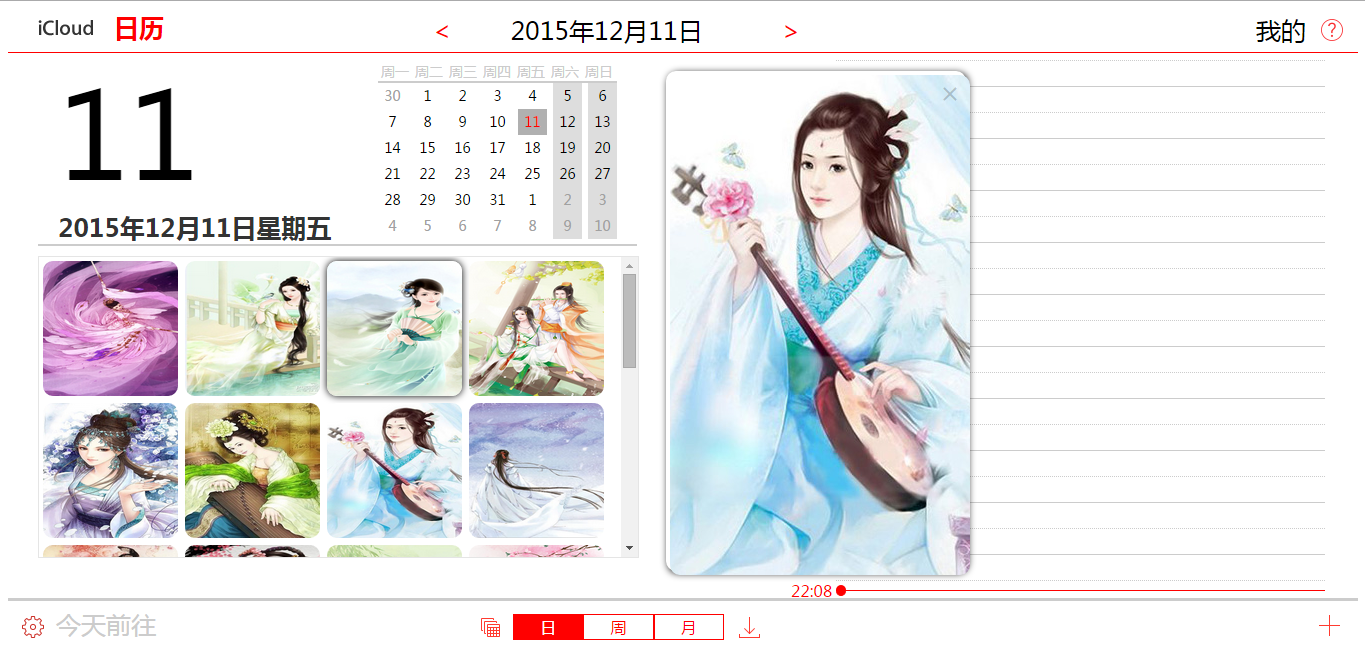 iCloud 日历 < 2015年12月11日 > 我的 ?
11
2015年12月11日星期五
周一 周二 周三 周四 周五 周六 周日
30 1 2 3 4 5 6
7 8 9 10 11 12 13
14 15 16 17 18 19 20
21 22 23 24 25 26 27
28 29 30 31 1 2 3
4 5 6 7 8 9 10
22:08
今天前往 日 周 月